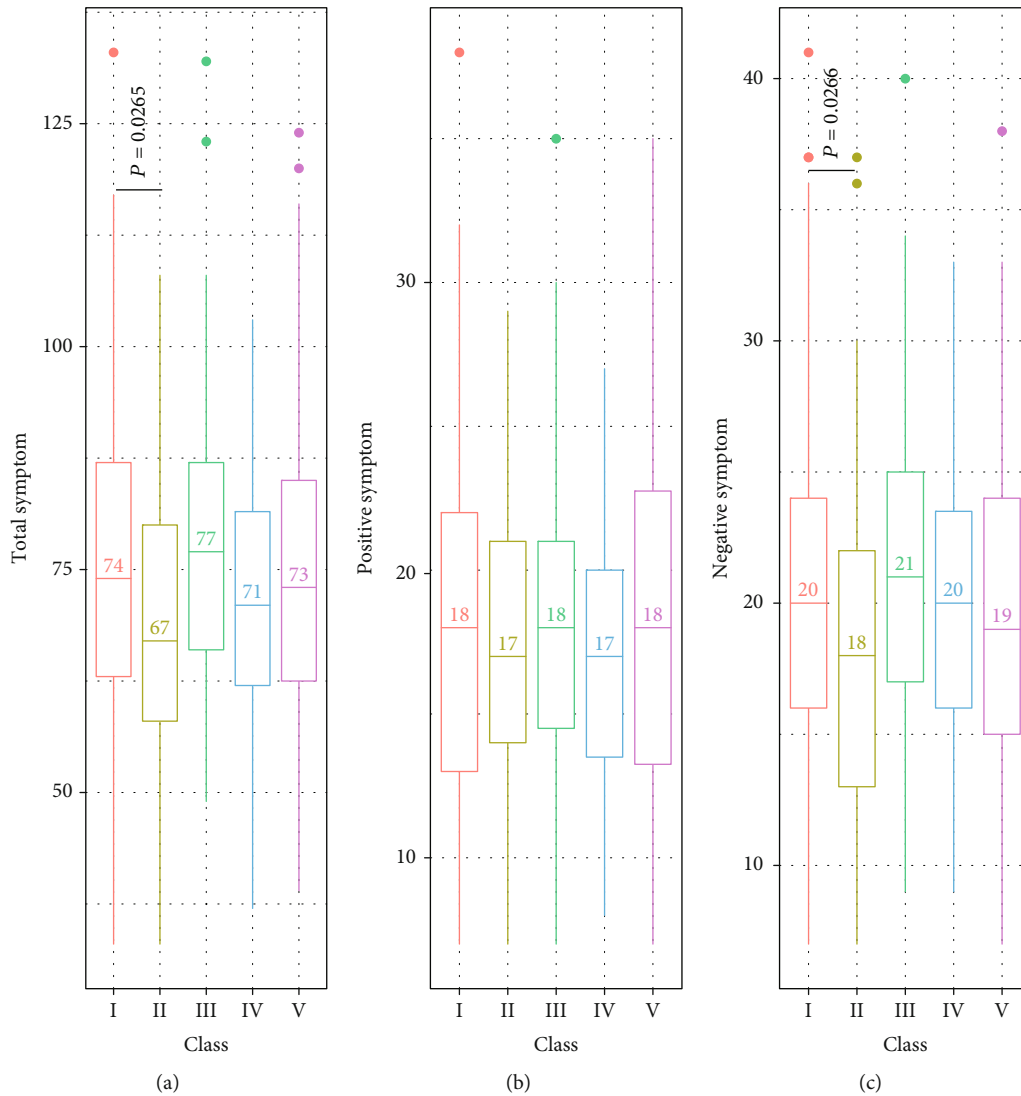 Total symptom
125
100
75
50
P = 0.0265
74
67
77
71
73
I II III IV V
Class
(a)
Positive symptom
30
20
10
18
17
18
17
18
I II III IV V
Class
(b)
Negative symptom
40
30
20
10
P = 0.0266
20
18
21
20
19
I II III IV V
Class
(c)